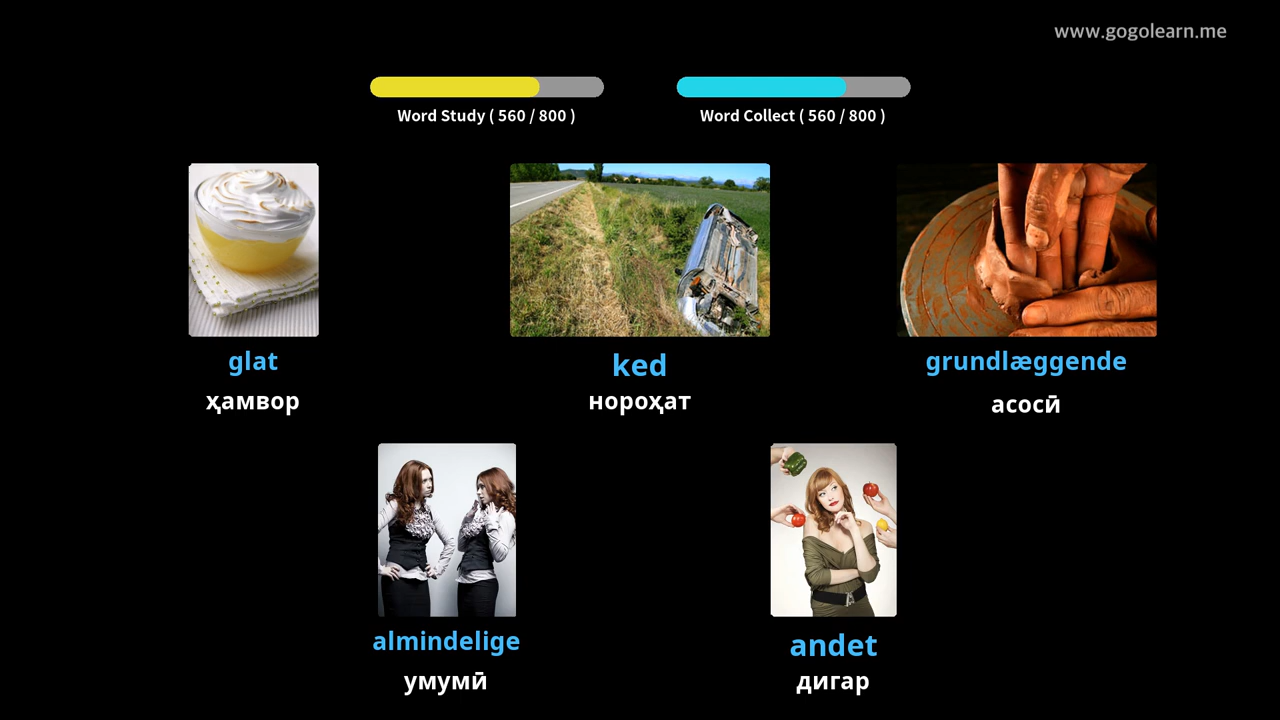 www.gogolearn.me
Word Study ( 560 / 800 )
Word Collect ( 560 / 800 )
glat
ҳамвор
ked
нороҳат
grundlæggende
асосӣ
almindelige
умумӣ
andet
дигар